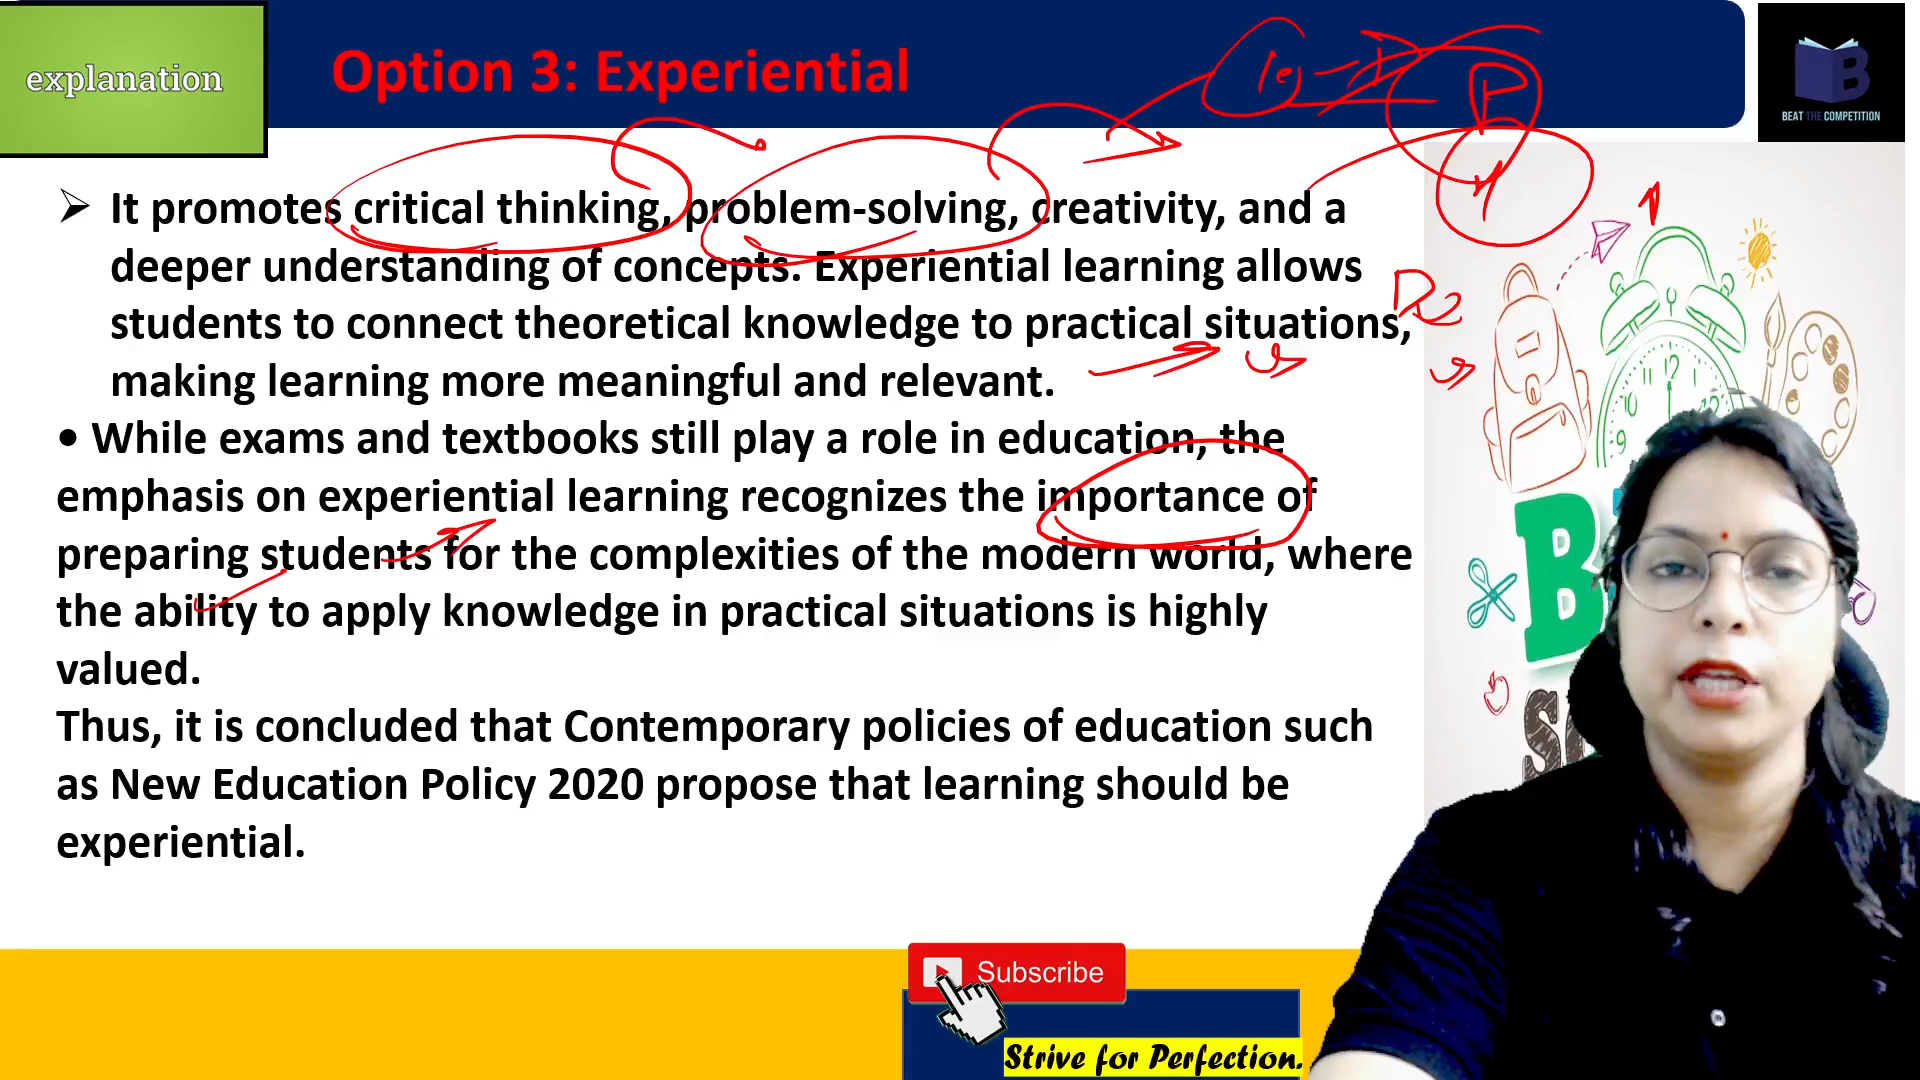 explanation
Option 3: Experiential
BEAT THE COMPETITION
It promotes critical thinking, problem-solving, creativity, and a
deeper understanding of concepts. Experiential learning allows
students to connect theoretical knowledge to practical situations,
making learning more meaningful and relevant.
• While exams and textbooks still play a role in education, the
emphasis on experiential learning recognizes the importance of
preparing students for the complexities of the modern world, where
the ability to apply knowledge in practical situations is highly
valued.
Thus, it is concluded that Contemporary policies of education such
as New Education Policy 2020 propose that learning should be
experiential.
Subscribe
Strive for Perfection.